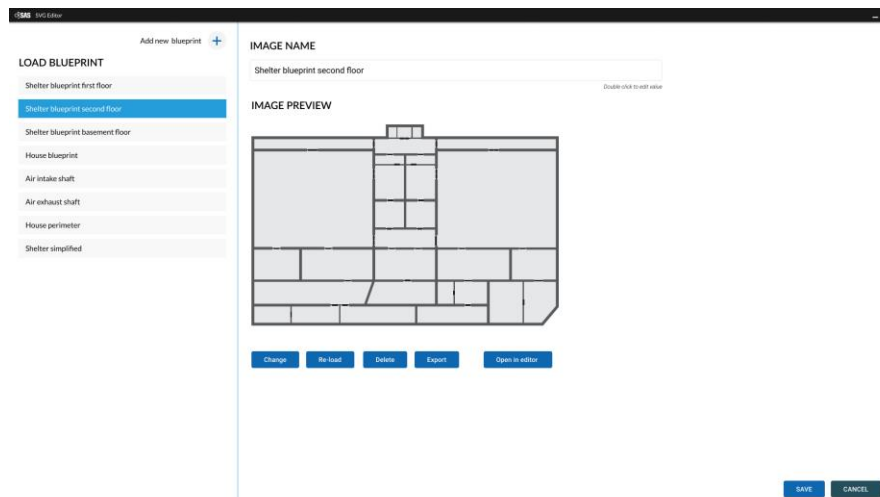 SAS SVG Editor
Add new blueprint +
LOAD BLUEPRINT
Shelter blueprint first floor
Shelter blueprint second floor
Shelter blueprint basement floor
House blueprint
Air intake shaft
Air exhaust shaft
House perimeter
Shelter simplified
IMAGE NAME
Shelter blueprint second floor
Double click to edit value
IMAGE PREVIEW
Change Re-load Delete Export Open in editor
SAVE CANCEL